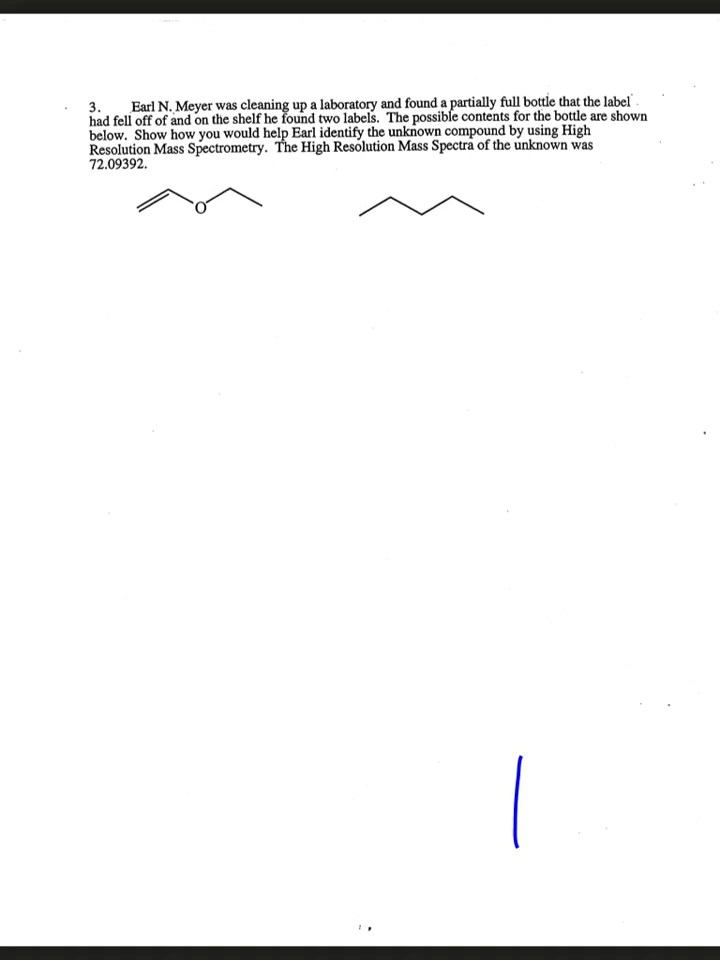 3. Earl N. Meyer was cleaning up a laboratory and found a partially full bottle that the label
had fell off of and on the shelf he found two labels. The possible contents for the bottle are shown
below. Show how you would help Earl identify the unknown compound by using High
Resolution Mass Spectrometry. The High Resolution Mass Spectra of the unknown was
72.09392.
O